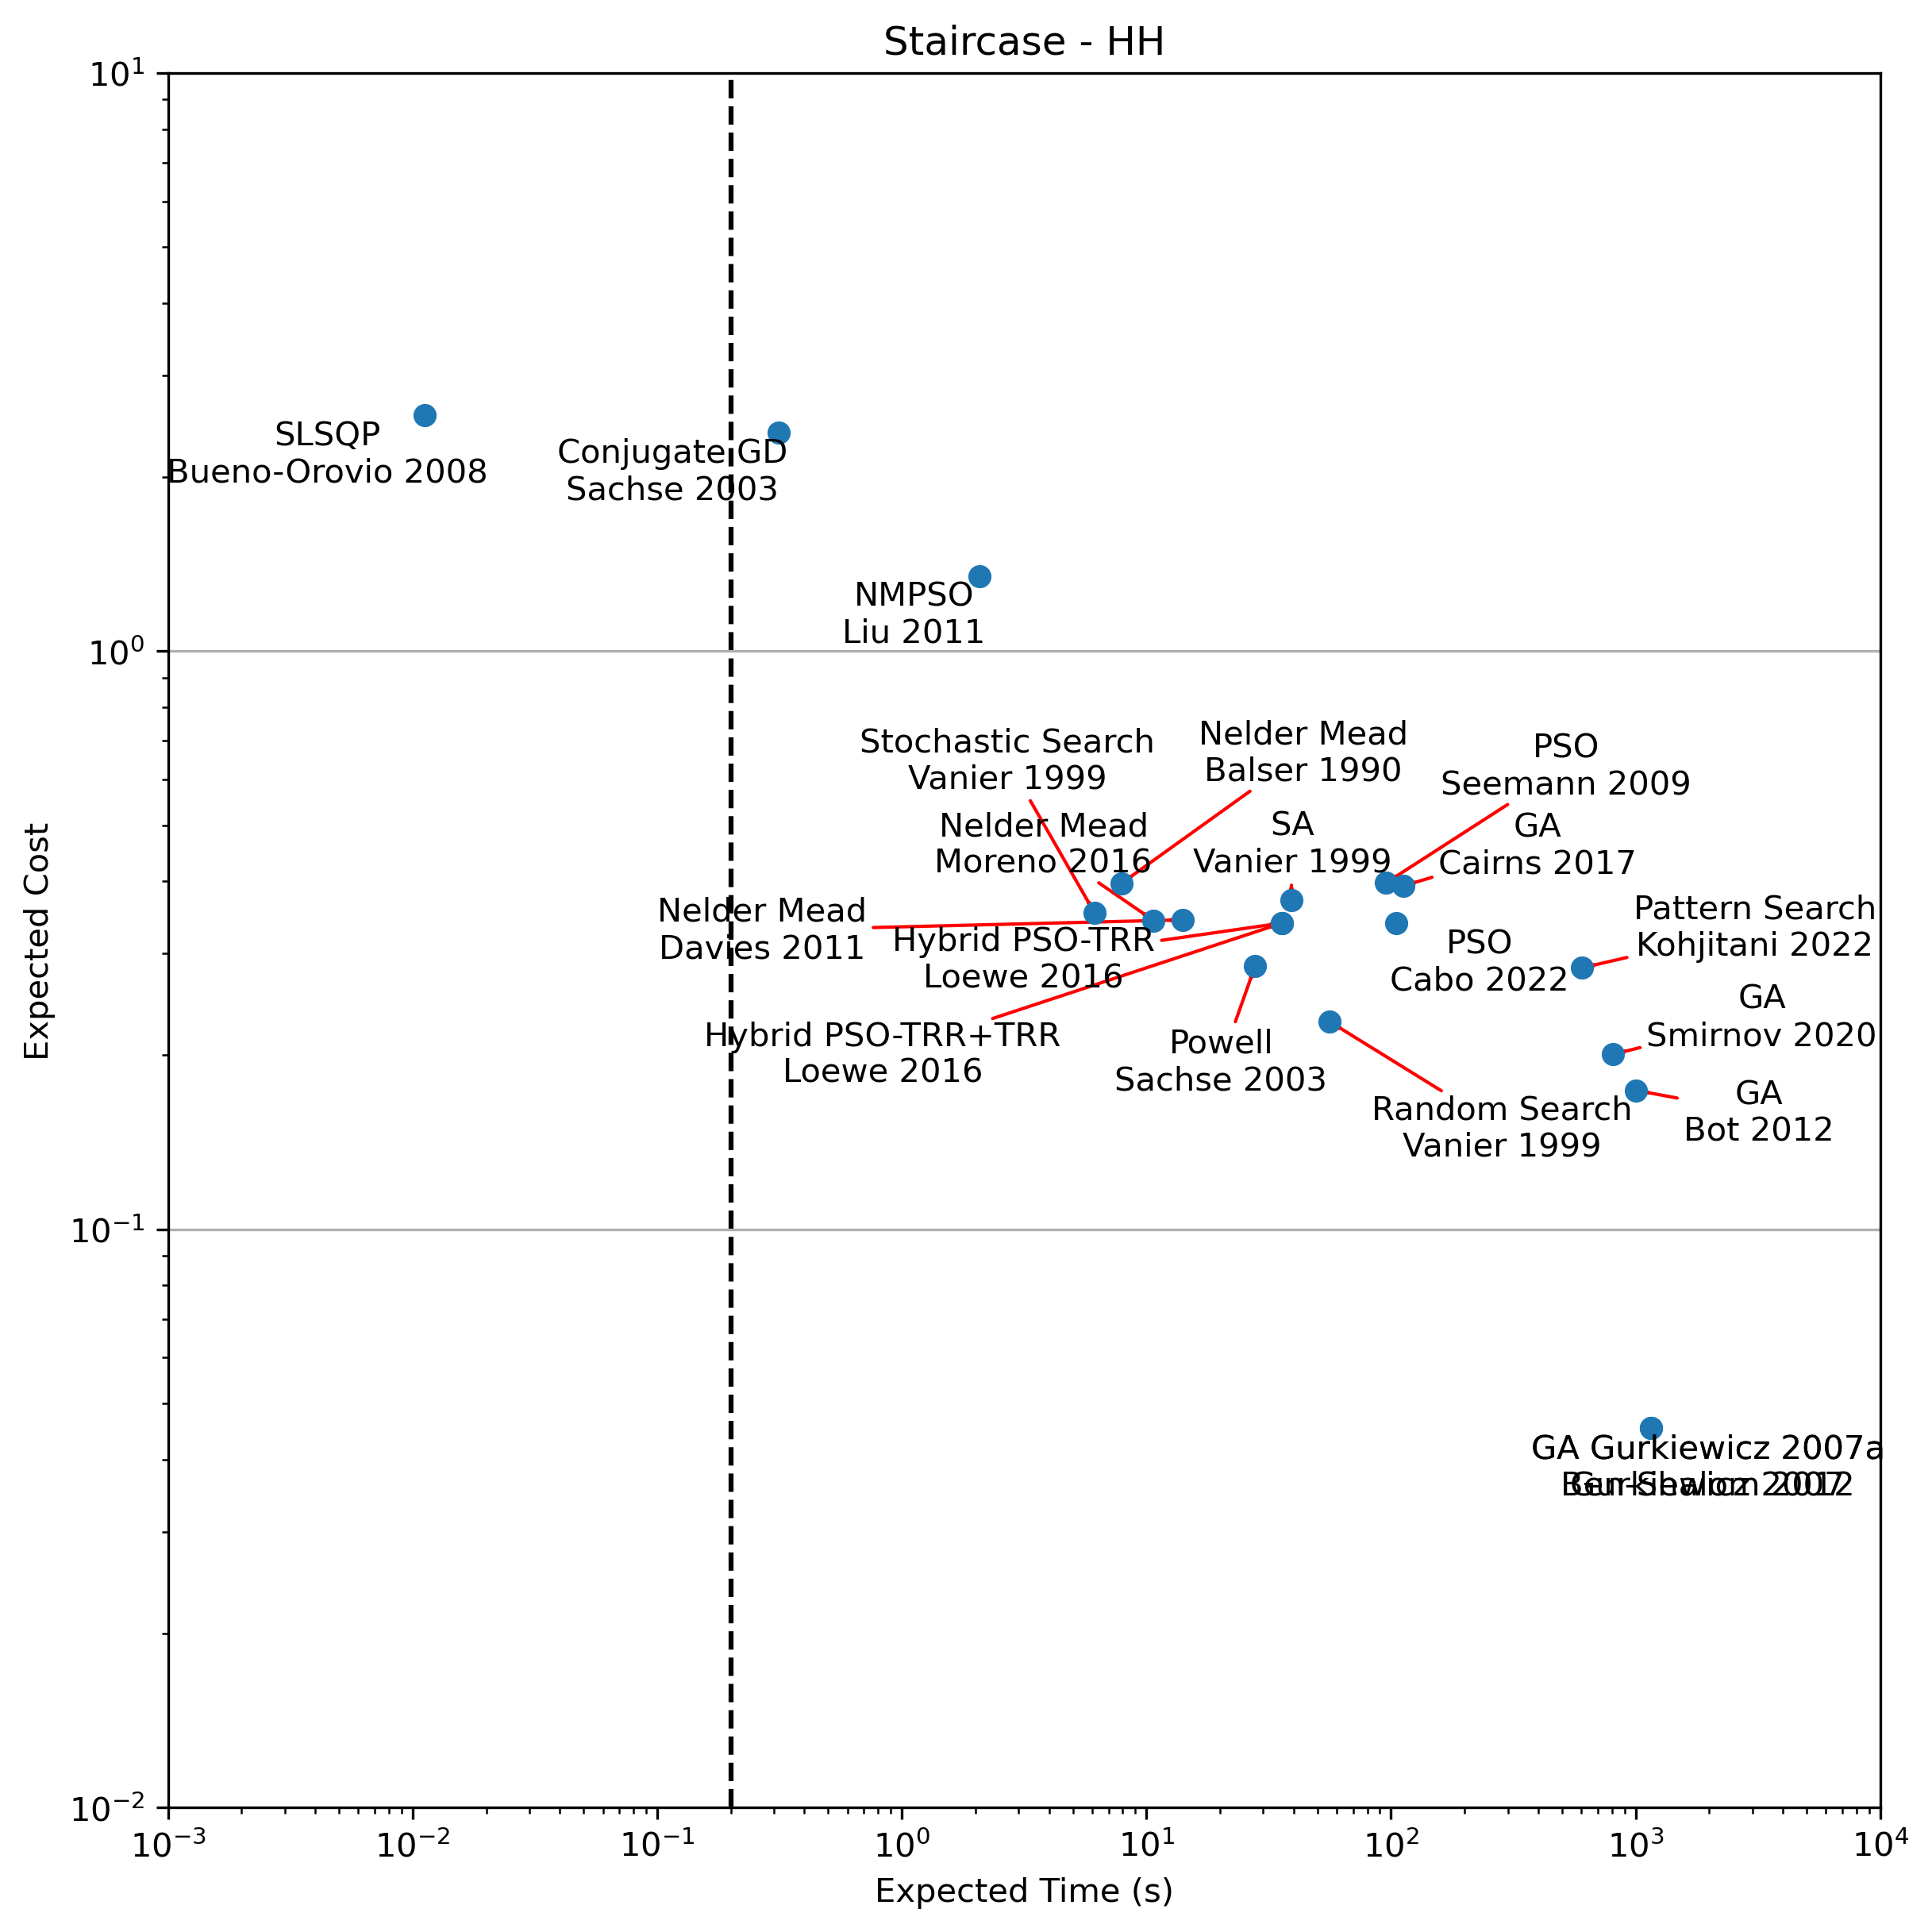 Staircase - HH
10¹
10⁰
10⁻¹
10⁻²
Expected Cost
SLSQP
Bueno-Orovio 2008
Conjugate GD
Sachse 2003
NMPSO
Liu 2011
Stochastic Search
Vanier 1999
Nelder Mead
Balser 1990
PSO
Seemann 2009
Nelder Mead
Moreno 2016
SA
Vanier 1999
GA
Cairns 2017
Nelder Mead
Davies 2011
Hybrid PSO-TRR
Loewe 2016
PSO
Cabo 2022
Pattern Search
Kohjitani 2022
GA
Smirnov 2020
Hybrid PSO-TRR+TRR
Loewe 2016
Powell
Sachse 2003
GA
Bot 2012
Random Search
Vanier 1999
GA Gurkiewicz 2007a
10⁻³
10⁻²
10⁻¹
10⁰
10¹
10²
10³
10⁴
Expected Time (s)